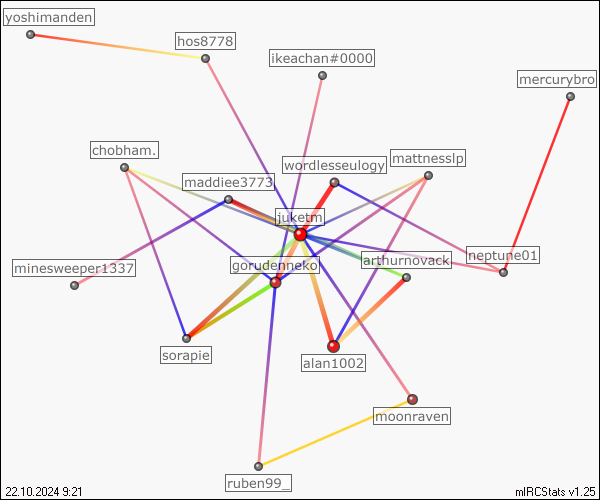 yoshimanden
hos8778
ikeachan#0000
mercurybro
chobham.
wordlesseulogy
mattnesslp
maddiee3773
juketm
neptune01
arthurnovack
gorudenneko
minesweeper1337
sorapie
alan1002
moonraven
ruben99_
22.10.2024 9:21
mIRCStats v1.25